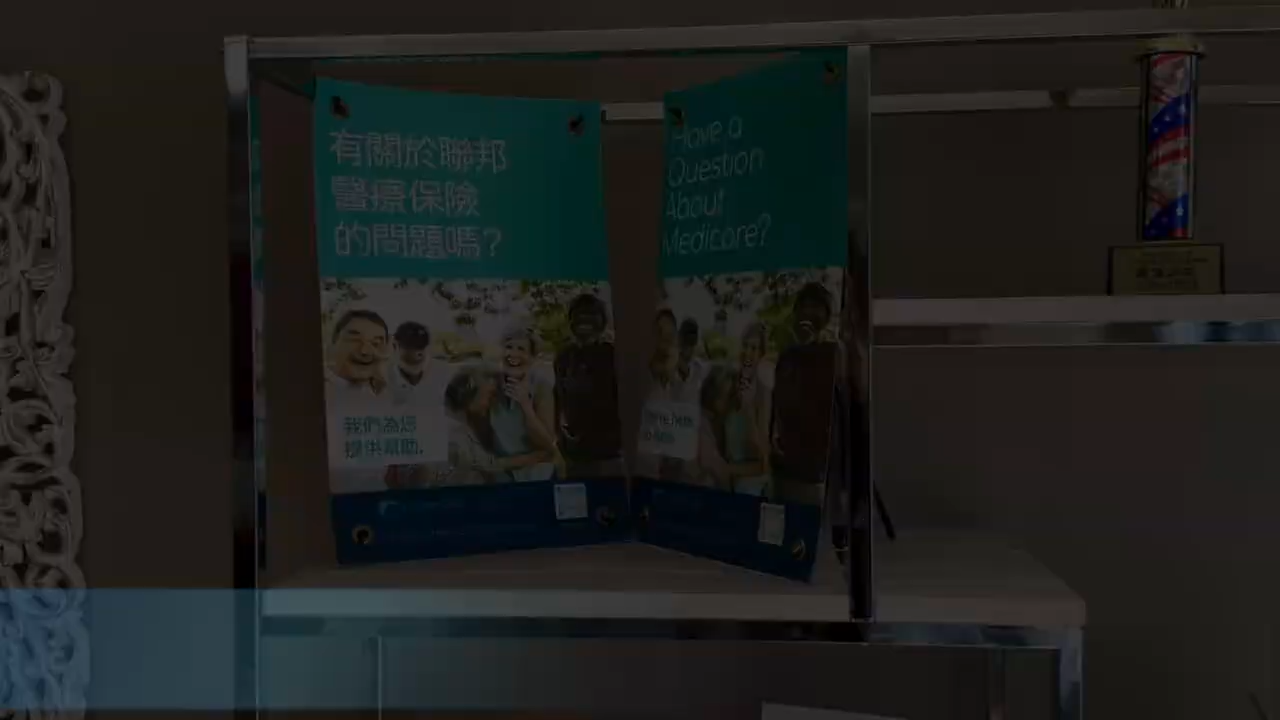 有關於聯邦
醫療保險
的問題嗎?
我們為您
提供幫助.
Have a
Question
About
Medicare?